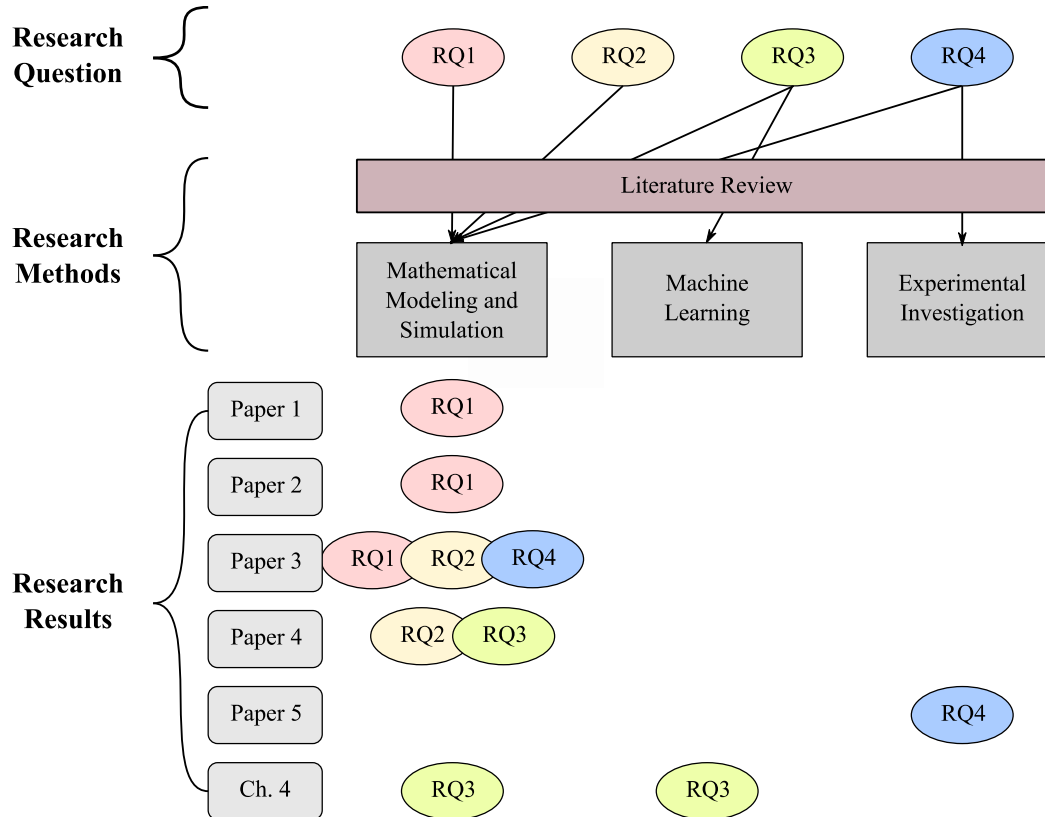 Research
Question
RQ1
RQ2
RQ3
RQ4
Research
Methods
Literature Review
Mathematical
Modeling and
Simulation
Machine
Learning
Experimental
Investigation
Research
Results
Paper 1
RQ1
Paper 2
RQ1
Paper 3
RQ1
RQ2
RQ4
Paper 4
RQ2
RQ3
Paper 5
RQ4
Ch. 4
RQ3
RQ3